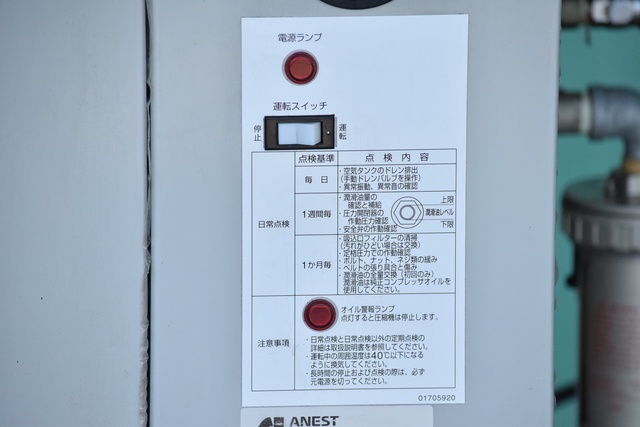 電源ランプ
運転スイッチ
停止
運転
点検基準 点検内容
日常点検
毎日
・空気タンクのドレン排出
(手動ドレンバルブを操作)
・異常振動、異常音の確認
1週間毎
・潤滑油量の
確認と補給
・圧力開閉器の
作動圧力確認
・安全弁の作動確認
上限
潤滑油レベル
下限
1か月毎
・吸込口フィルターの清掃
(汚れがひどい場合は交換)
・定格圧力での作動確認
・ボルト、ナット、ネジ類の緩み
・ベルトの張り具合と傷み
・潤滑油の全量交換(初回のみ)
潤滑油は純正コンプレッサオイルを
使用してください。
注意事項
オイル警報ランプ
点灯すると圧縮機は停止します。
・日常点検と日常点検以外の定期点検の
詳細は取扱説明書を参照してください。
・運転中の周囲温度は40℃以下になる
ように換気してください。
・長時間の停止および点検の際は、必ず
元電源を切ってください。
01705920
ANEST